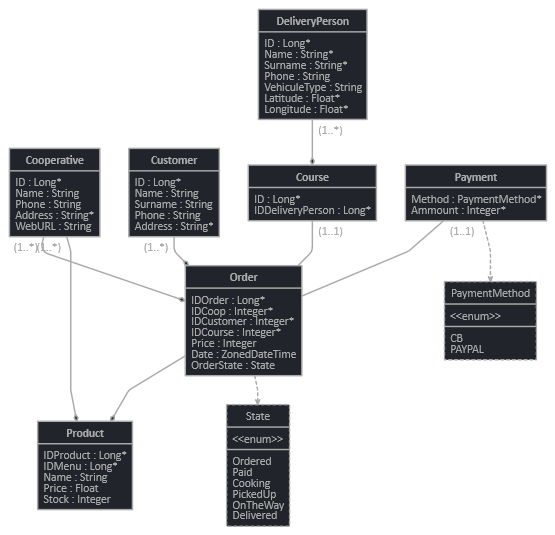 DeliveryPerson
ID : Long*
Name : String*
Surname : String*
Phone : String
VehiculeType : String
Latitude : Float*
Longitude : Float*
(1..*)
Cooperative
ID : Long*
Name : String
Phone : String
Address : String*
WebURL : String
(1..*)(1..*)
Customer
ID : Long*
Name : String
Surname : String
Phone : String
Address : String*
(1..*)
Course
ID : Long*
IDDeliveryPerson : Long*
(1..1)
Payment
Method : PaymentMethod*
Ammount : Integer*
(1..1)
Order
IDOrder : Long*
IDCoop : Integer*
IDCustomer : Integer*
IDCourse : Integer*
Price : Integer
Date : ZonedDateTime
OrderState : State
PaymentMethod
<<enum>>
CB
PAYPAL
Product
IDProduct : Long*
IDMenu : Long*
Name : String
Price : Float
Stock : Integer
State
<<enum>>
Ordered
Paid
Cooking
PickedUp
OnTheWay
Delivered